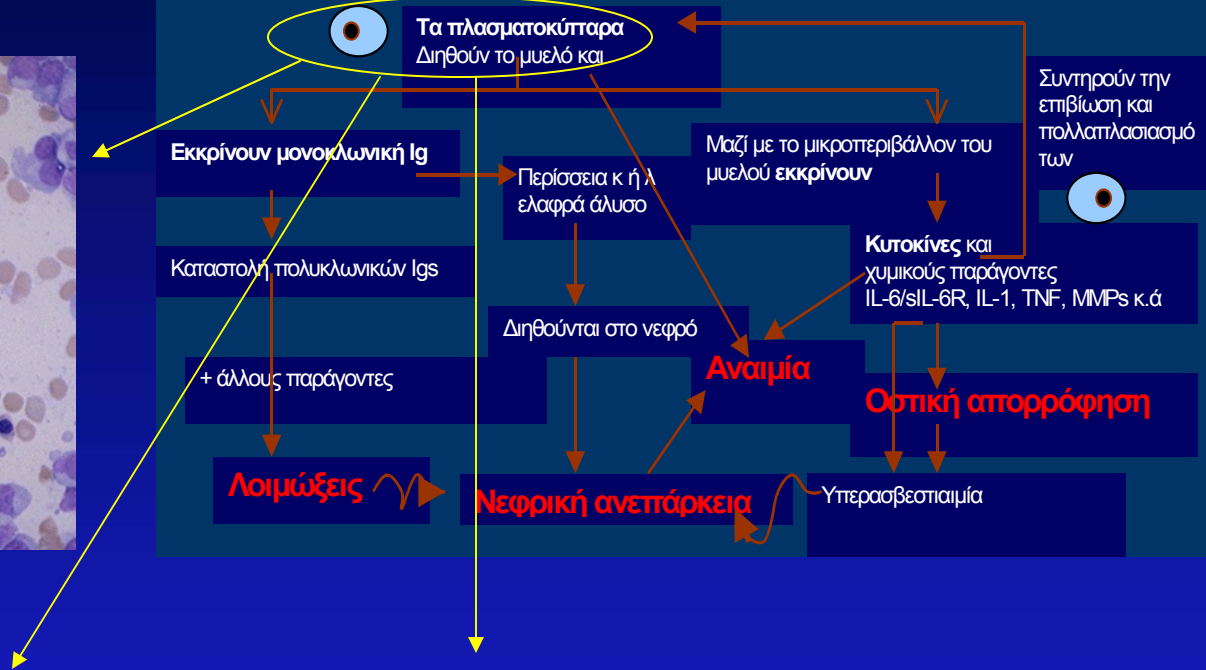 Τα πλασματοκύτταρα
Διηθούν το μυελό και
Συντηρούν την
επιβίωση και
πολλαπλασιασμό
των
Εκκρίνουν μονοκλωνική Ig
Περίσσεια κ ή λ
ελαφρά άλυσο
Μαζί με το μικροπεριβάλλον του
μυελού εκκρίνουν
Καταστολή πολυκλωνικών Igs
Κυτοκίνες και
χυμικούς παράγοντες
IL-6/sIL-6R, IL-1, TNF, MMPs κ.ά
Διηθούνται στο νεφρό
+ άλλους παράγοντες
Αναιμία
Οστική απορρόφηση
Λοιμώξεις
Νεφρική ανεπάρκεια
Υπερασβεστιαιμία